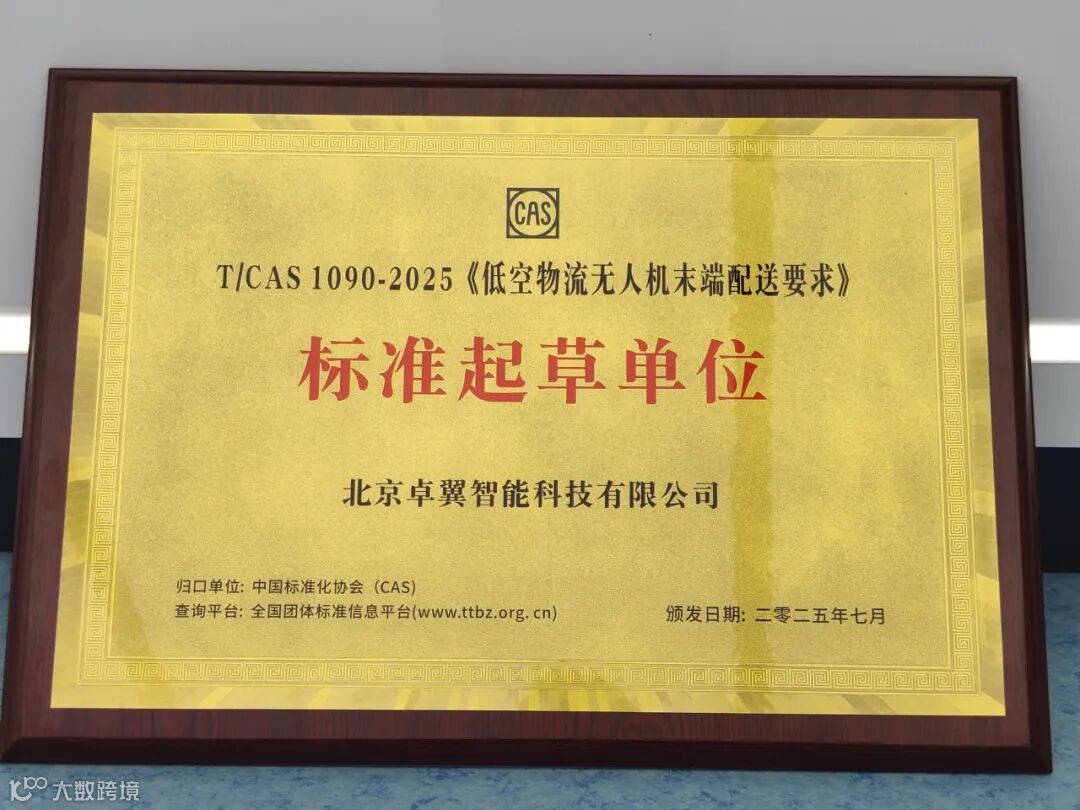 CAS
T/CAS 1090-2025《低空物流无人机末端配送要求》
标准起草单位
北京卓翼智能科技有限公司
归口单位: 中国标准化协会（CAS)
查询平台: 全国团体标准信息平台(www.ttbz.org.cn)
颁发日期: 二零二五年七月
大数跨境